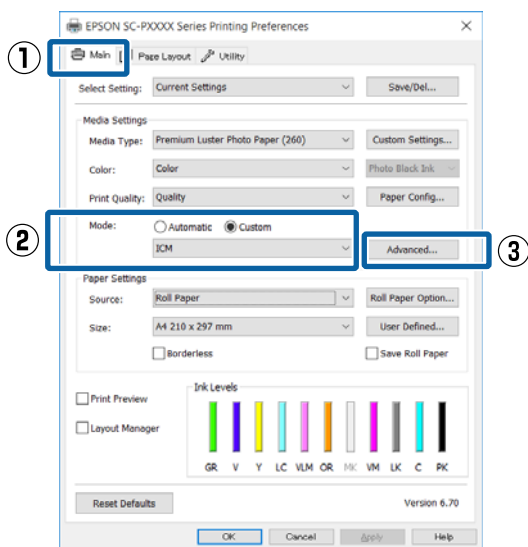 EPSON SC-PXXXX Series Printing Preferences
①
Main Page Layout Utility
Select Setting: Current Settings Save/Del...
Media Settings
Media Type: Premium Luster Photo Paper (260) Custom Settings...
Color: Color Photo Black Ink
Print Quality: Quality Paper Config...
②
Mode: Automatic Custom
ICM Advanced...
③
Paper Settings
Source: Roll Paper Roll Paper Option...
Size: A4 210 x 297 mm User Defined...
Borderless Save Roll Paper
Print Preview
Layout Manager
Ink Levels
GR V Y LC VLM OR MK VM LK C PK
Reset Defaults Version 6.70
OK Cancel Apply Help